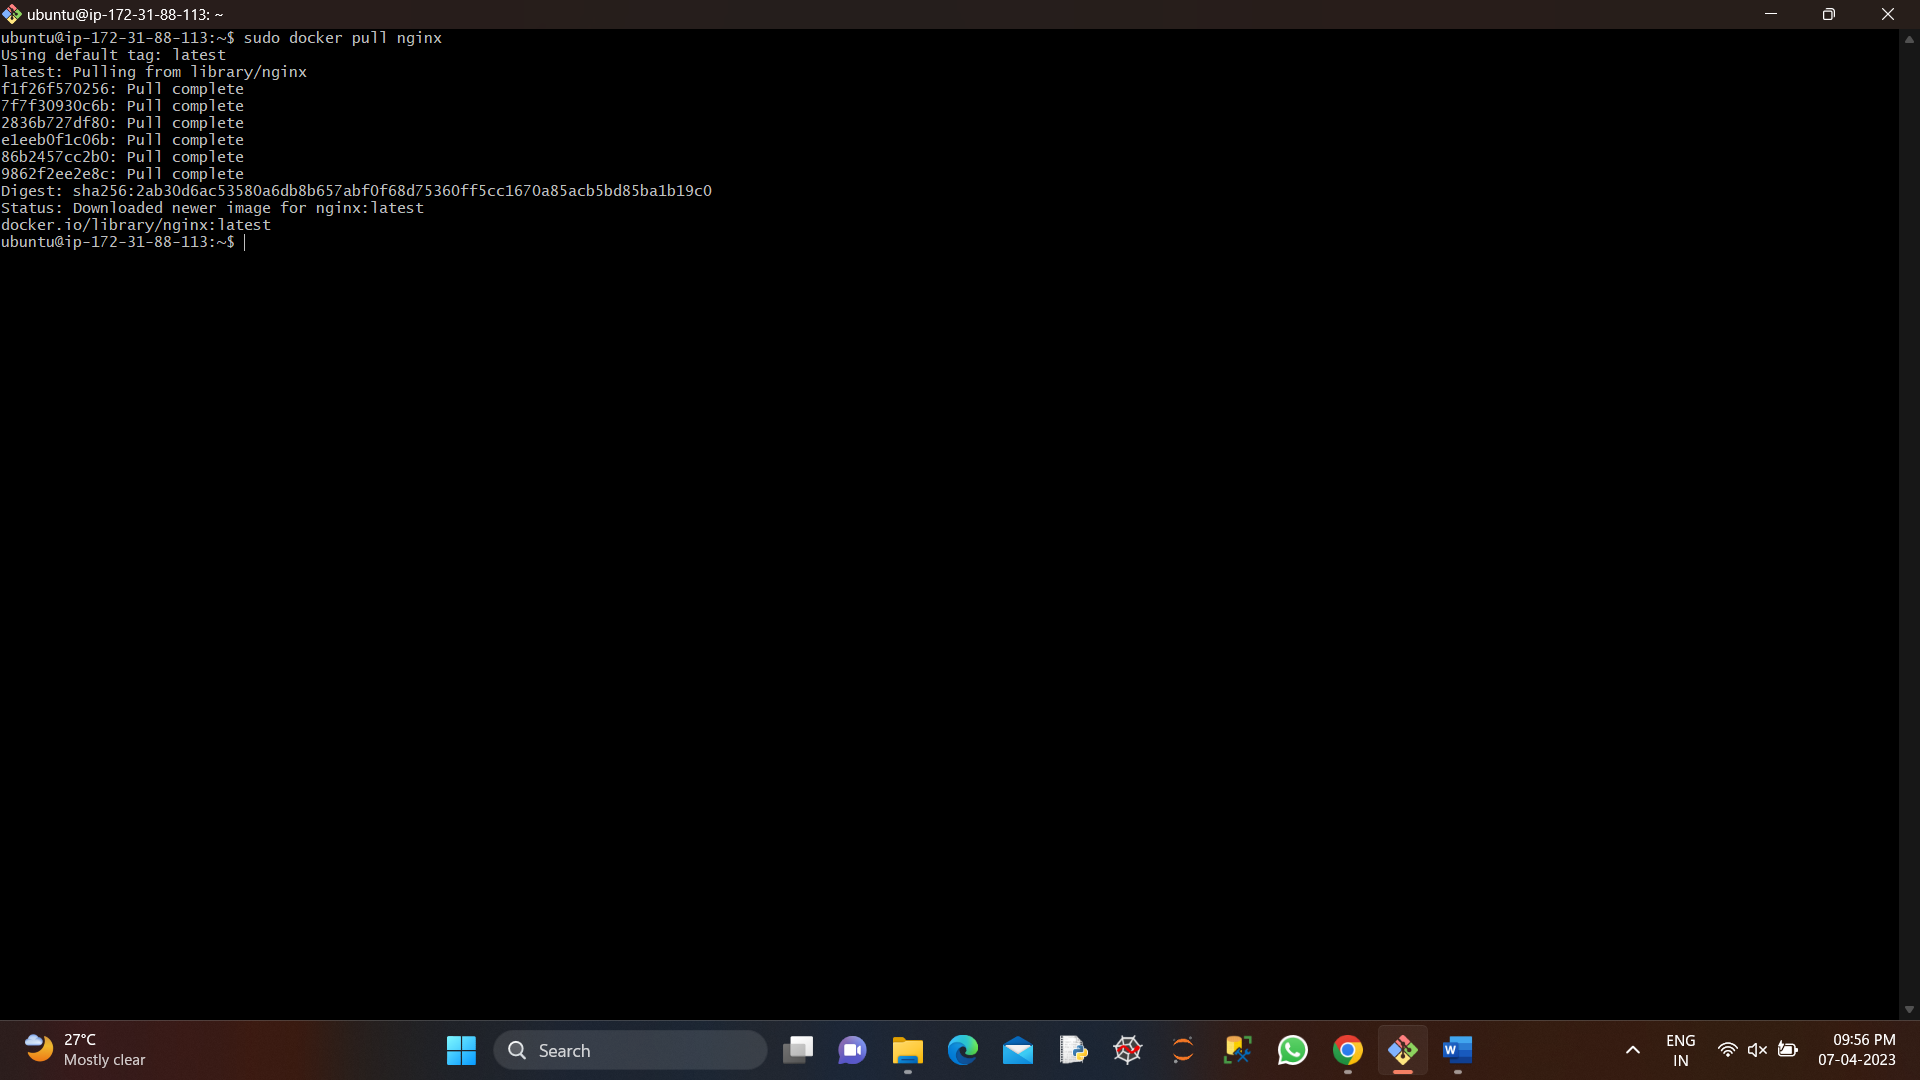 ubuntu@ip-172-31-88-113: ~
ubuntu@ip-172-31-88-113:~$ sudo docker pull nginx
Using default tag: latest
latest: Pulling from library/nginx
f1f26f570256: Pull complete
7f7f30930c6b: Pull complete
2836b727df80: Pull complete
e1eeb0f1c06b: Pull complete
86b2457cc2b0: Pull complete
9862f2ee2e8c: Pull complete
Digest: sha256:2ab30d6ac53580a6db8b657abf0f68d75360ff5cc1670a85acb5bd85ba1b19c0
Status: Downloaded newer image for nginx:latest
docker.io/library/nginx:latest
ubuntu@ip-172-31-88-113:~$
27°C
Mostly clear
Search
W
ENG
IN
09:56 PM
07-04-2023